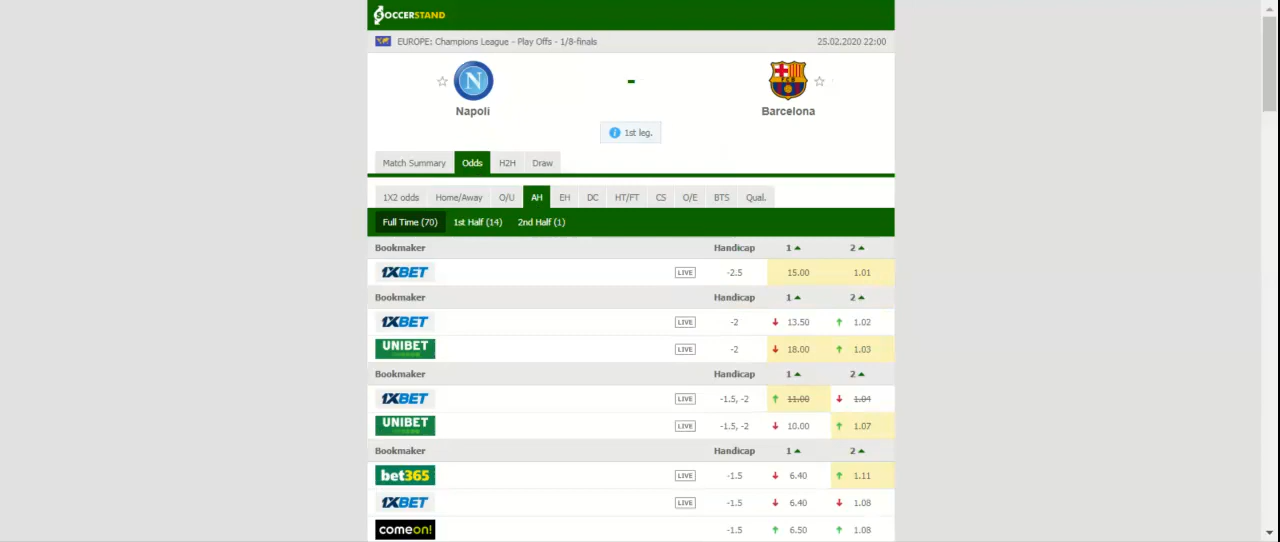 SOCCERSTAND
EUROPE: Champions League - Play Offs - 1/8-finals 25.02.2020 22:00
N -
FCB
Napoli Barcelona
i 1st leg.
Match Summary Odds H2H Draw
1X2 odds Home/Away O/U AH EH DC HT/FT CS O/E BTS Qual.
Full Time (70) 1st Half (14) 2nd Half (1)
Bookmaker Handicap 1 2
1XBET LIVE -2.5 15.00 1.01
Bookmaker Handicap 1 2
1XBET LIVE -2 13.50 1.02
UNIBET LIVE -2 18.00 1.03
Bookmaker Handicap 1 2
1XBET LIVE -1.5, -2 11.00 1.04
UNIBET LIVE -1.5, -2 10.00 1.07
Bookmaker Handicap 1 2
bet365 LIVE -1.5 6.40 1.11
1XBET LIVE -1.5 6.40 1.08
comeon! -1.5 6.50 1.08